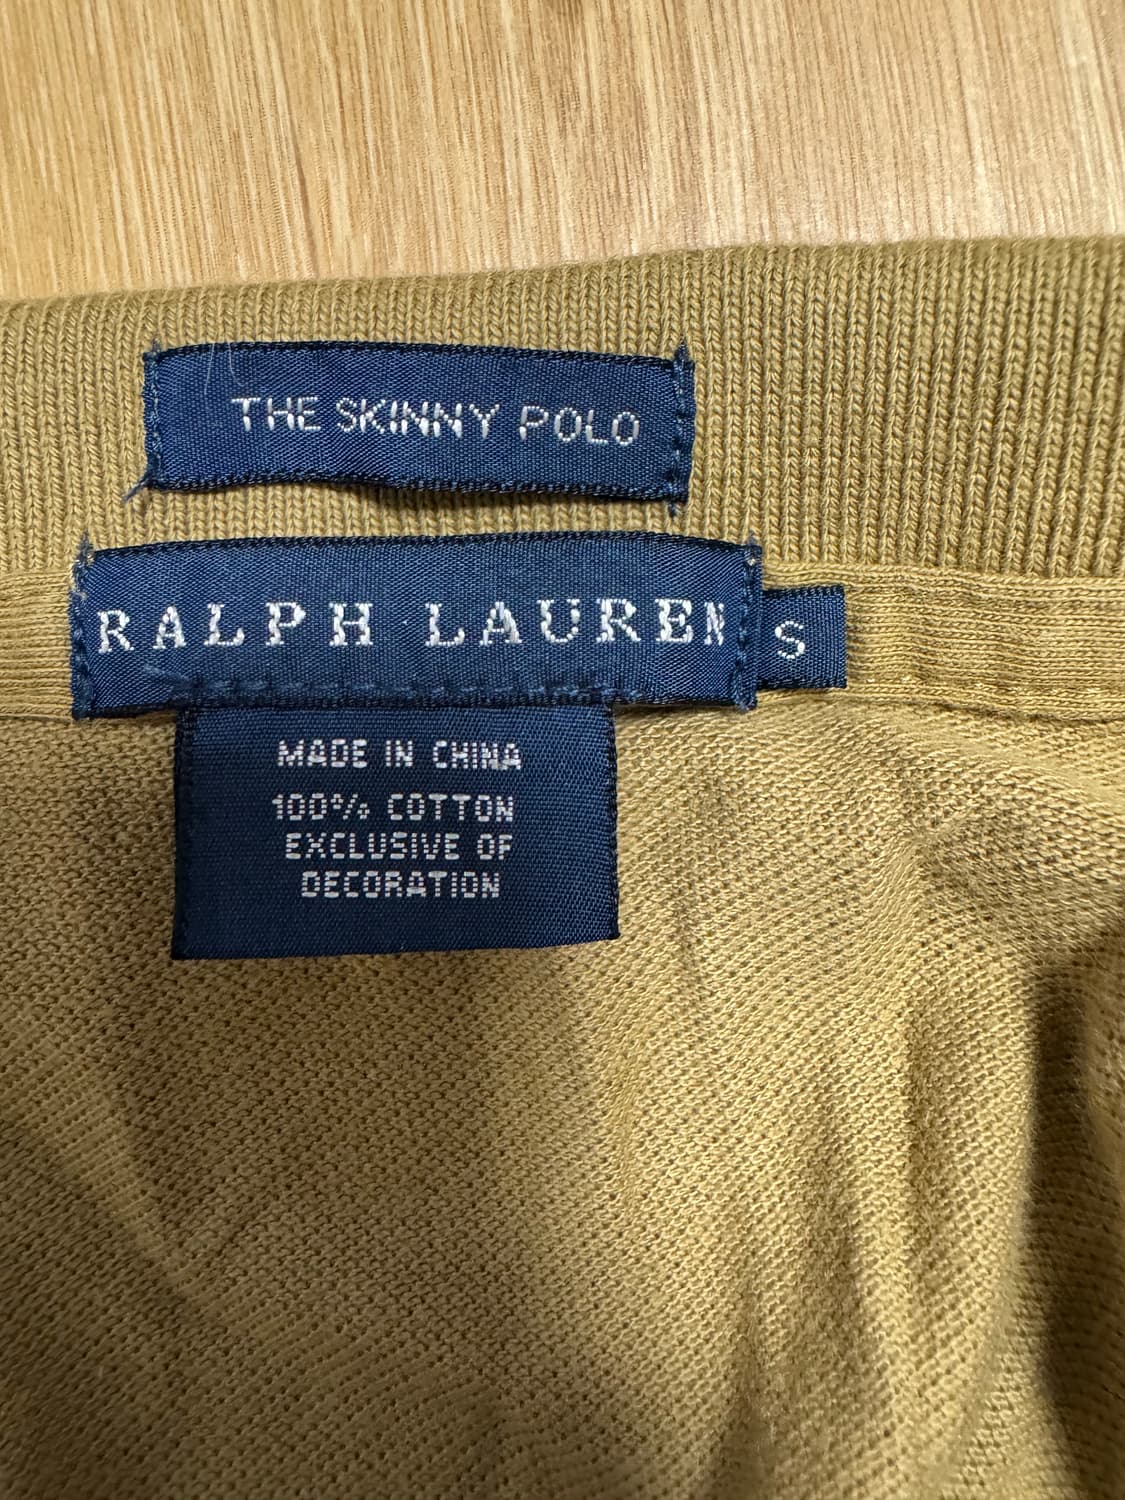 THE SKINNY POLO
RALPH LAUREN
S
MADE IN CHINA
100% COTTON
EXCLUSIVE OF
DECORATION